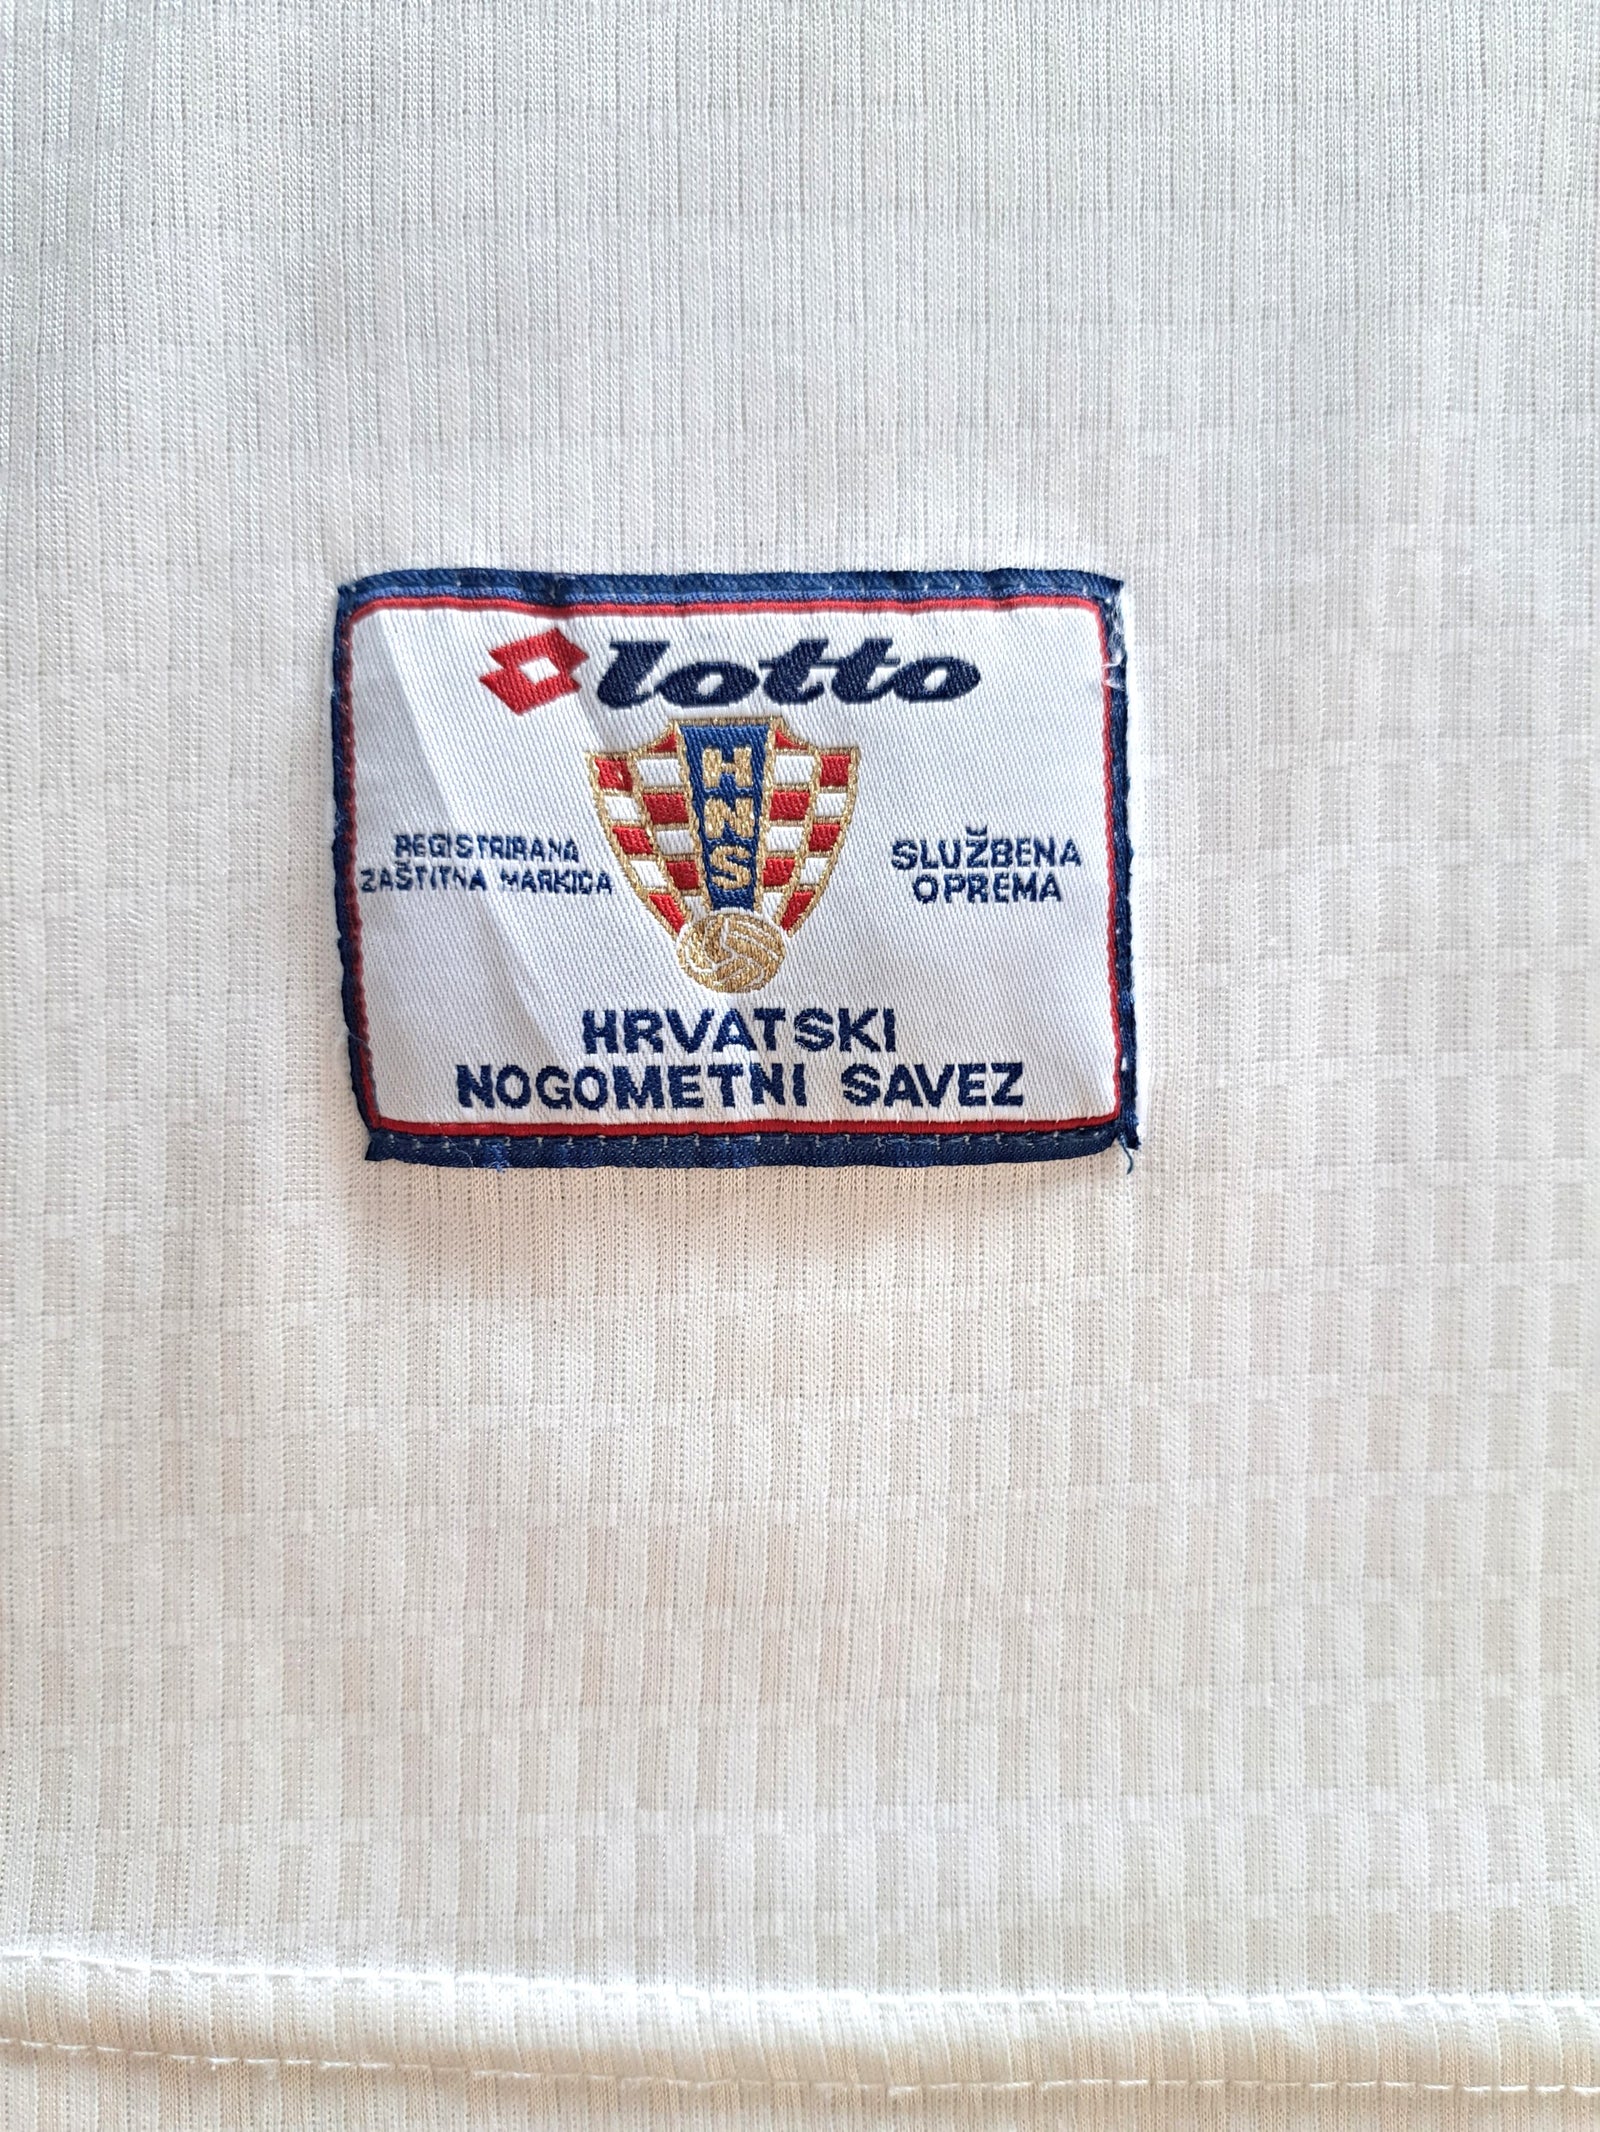 lotto
HNS
REGISTRIRANA
ZAŠTITNA MARKICA
SLUŽBENA
OPREMA
HRVATSKI
NOGOMETNI SAVEZ